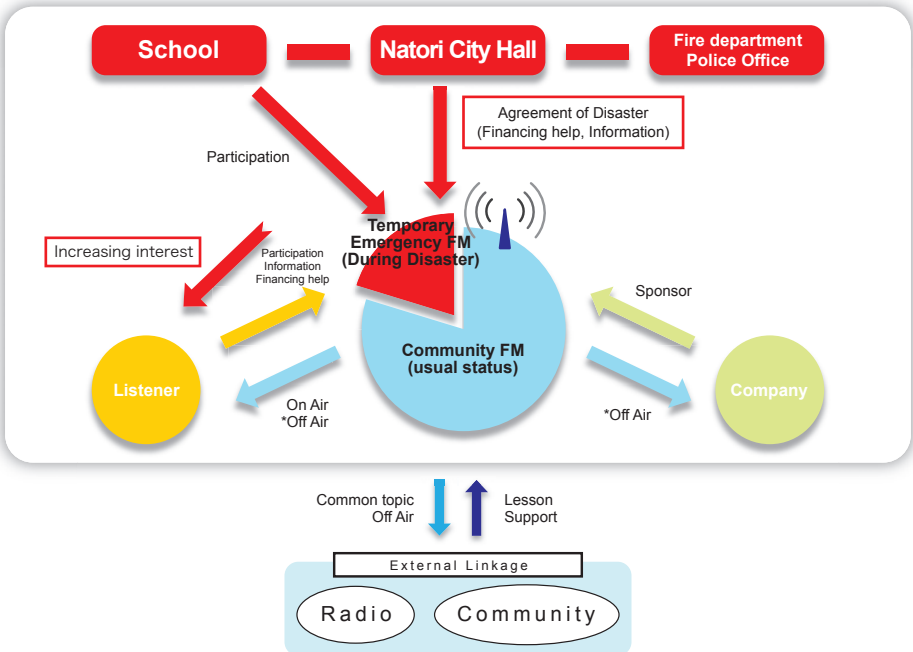 School
Natori City Hall
Fire department
Police Office
Agreement of Disaster
(Financing help, Information)
Participation
Temporary
Emergency FM
(During Disaster)
Increasing interest
Participation
Information
Financing help
Sponsor
Community FM
(usual status)
Listener
Company
On Air
*Off Air
*Off Air
Common topic
Off Air
Lesson
Support
External Linkage
Radio
Community